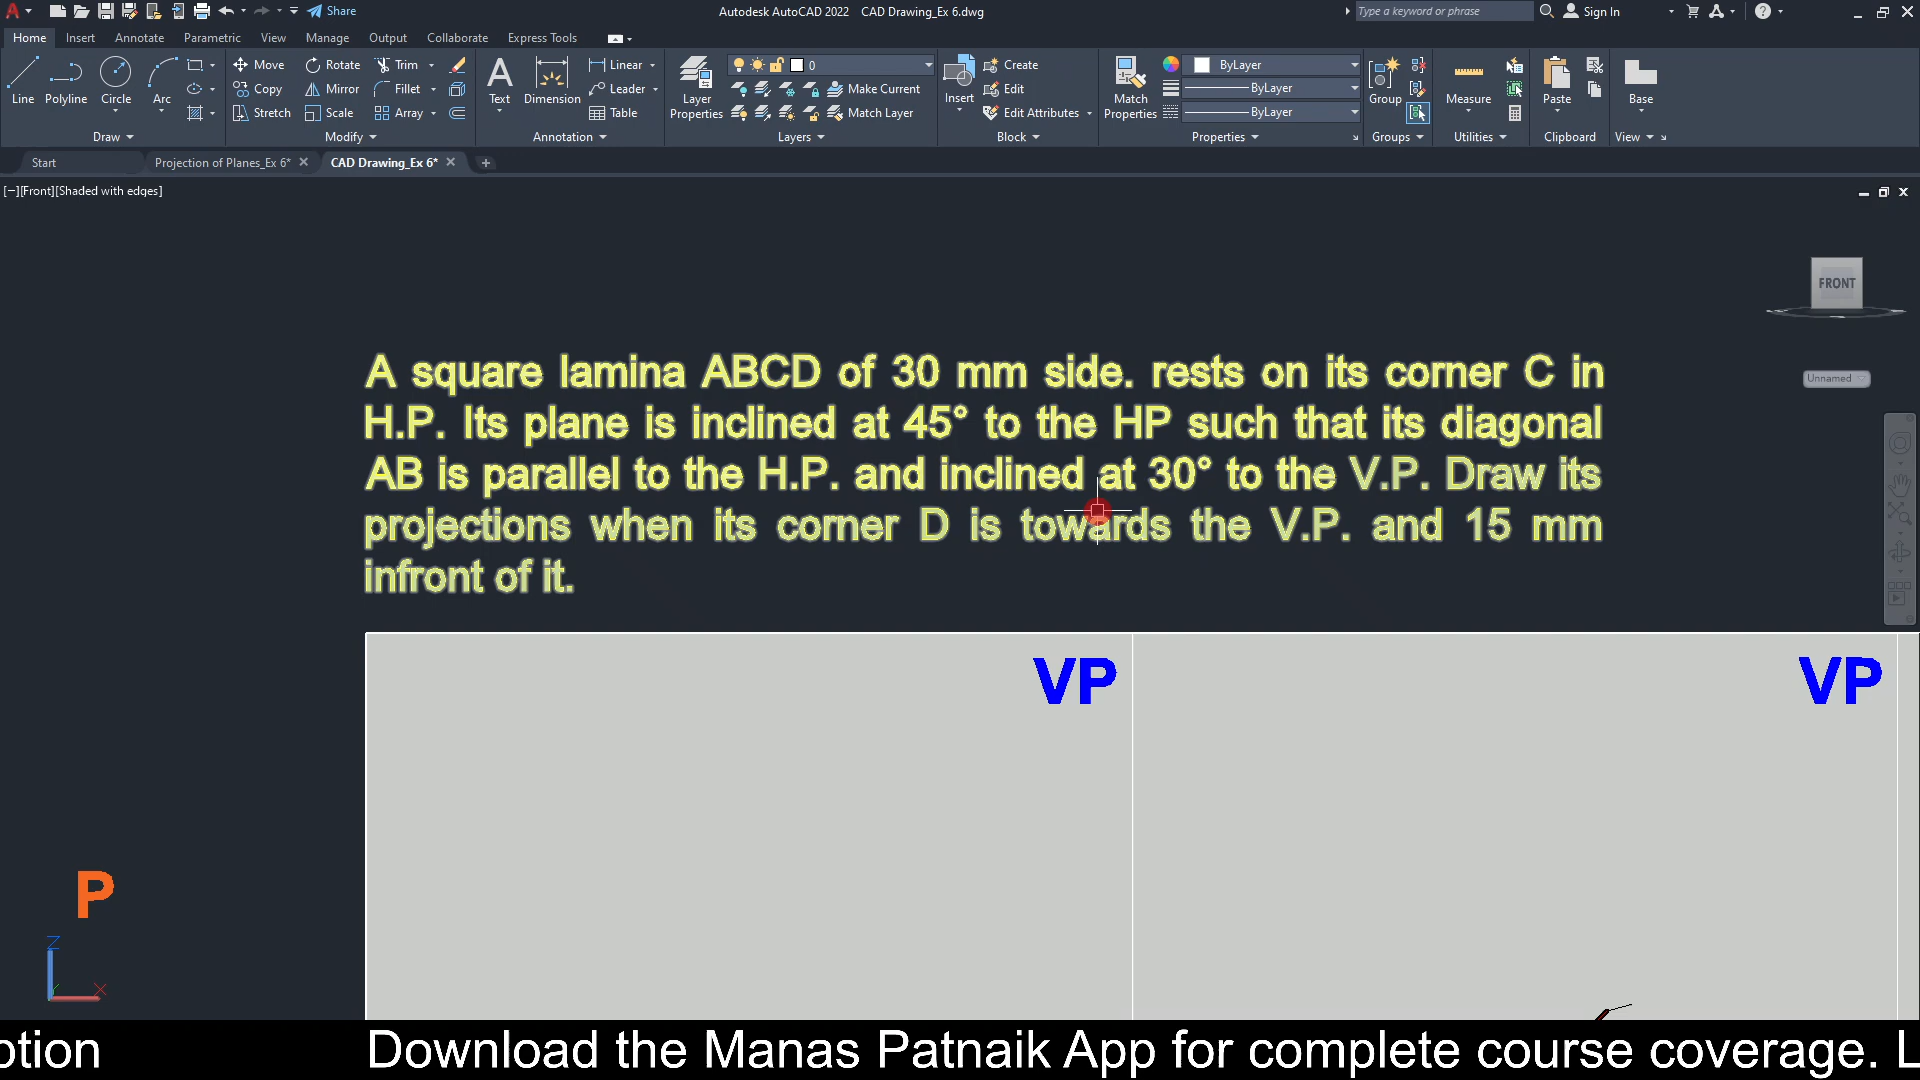 Share
Autodesk AutoCAD 2022 CAD Drawing_Ex 6.dwg
Type a keyword or phrase
Sign In
Home Insert Annotate Parametric View Manage Output Collaborate Express Tools
Line
Polyline
Circle
Arc
Draw
Move Rotate Trim
Copy Mirror Fillet
Stretch Scale Array
Modify
Text
Dimension
Linear
Leader
Table
Annotation
Layer
Properties
0
Make Current
Match Layer
Layers
Insert
Create
Edit
Edit Attributes
Block
Match
Properties
ByLayer
ByLayer
ByLayer
Properties
Group
Groups
Measure
Utilities
Paste
Clipboard
Base
View
Start Projection of Planes_Ex 6* CAD Drawing_Ex 6*
[−][Front][Shaded with edges]
FRONT
Unnamed
A square lamina ABCD of 30 mm side. rests on its corner C in
H.P. Its plane is inclined at 45° to the HP such that its diagonal
AB is parallel to the H.P. and inclined at 30° to the V.P. Draw its
projections when its corner D is towards the V.P. and 15 mm
infront of it.
VP VP
P
Z
X
ption Download the Manas Patnaik App for complete course coverage. L